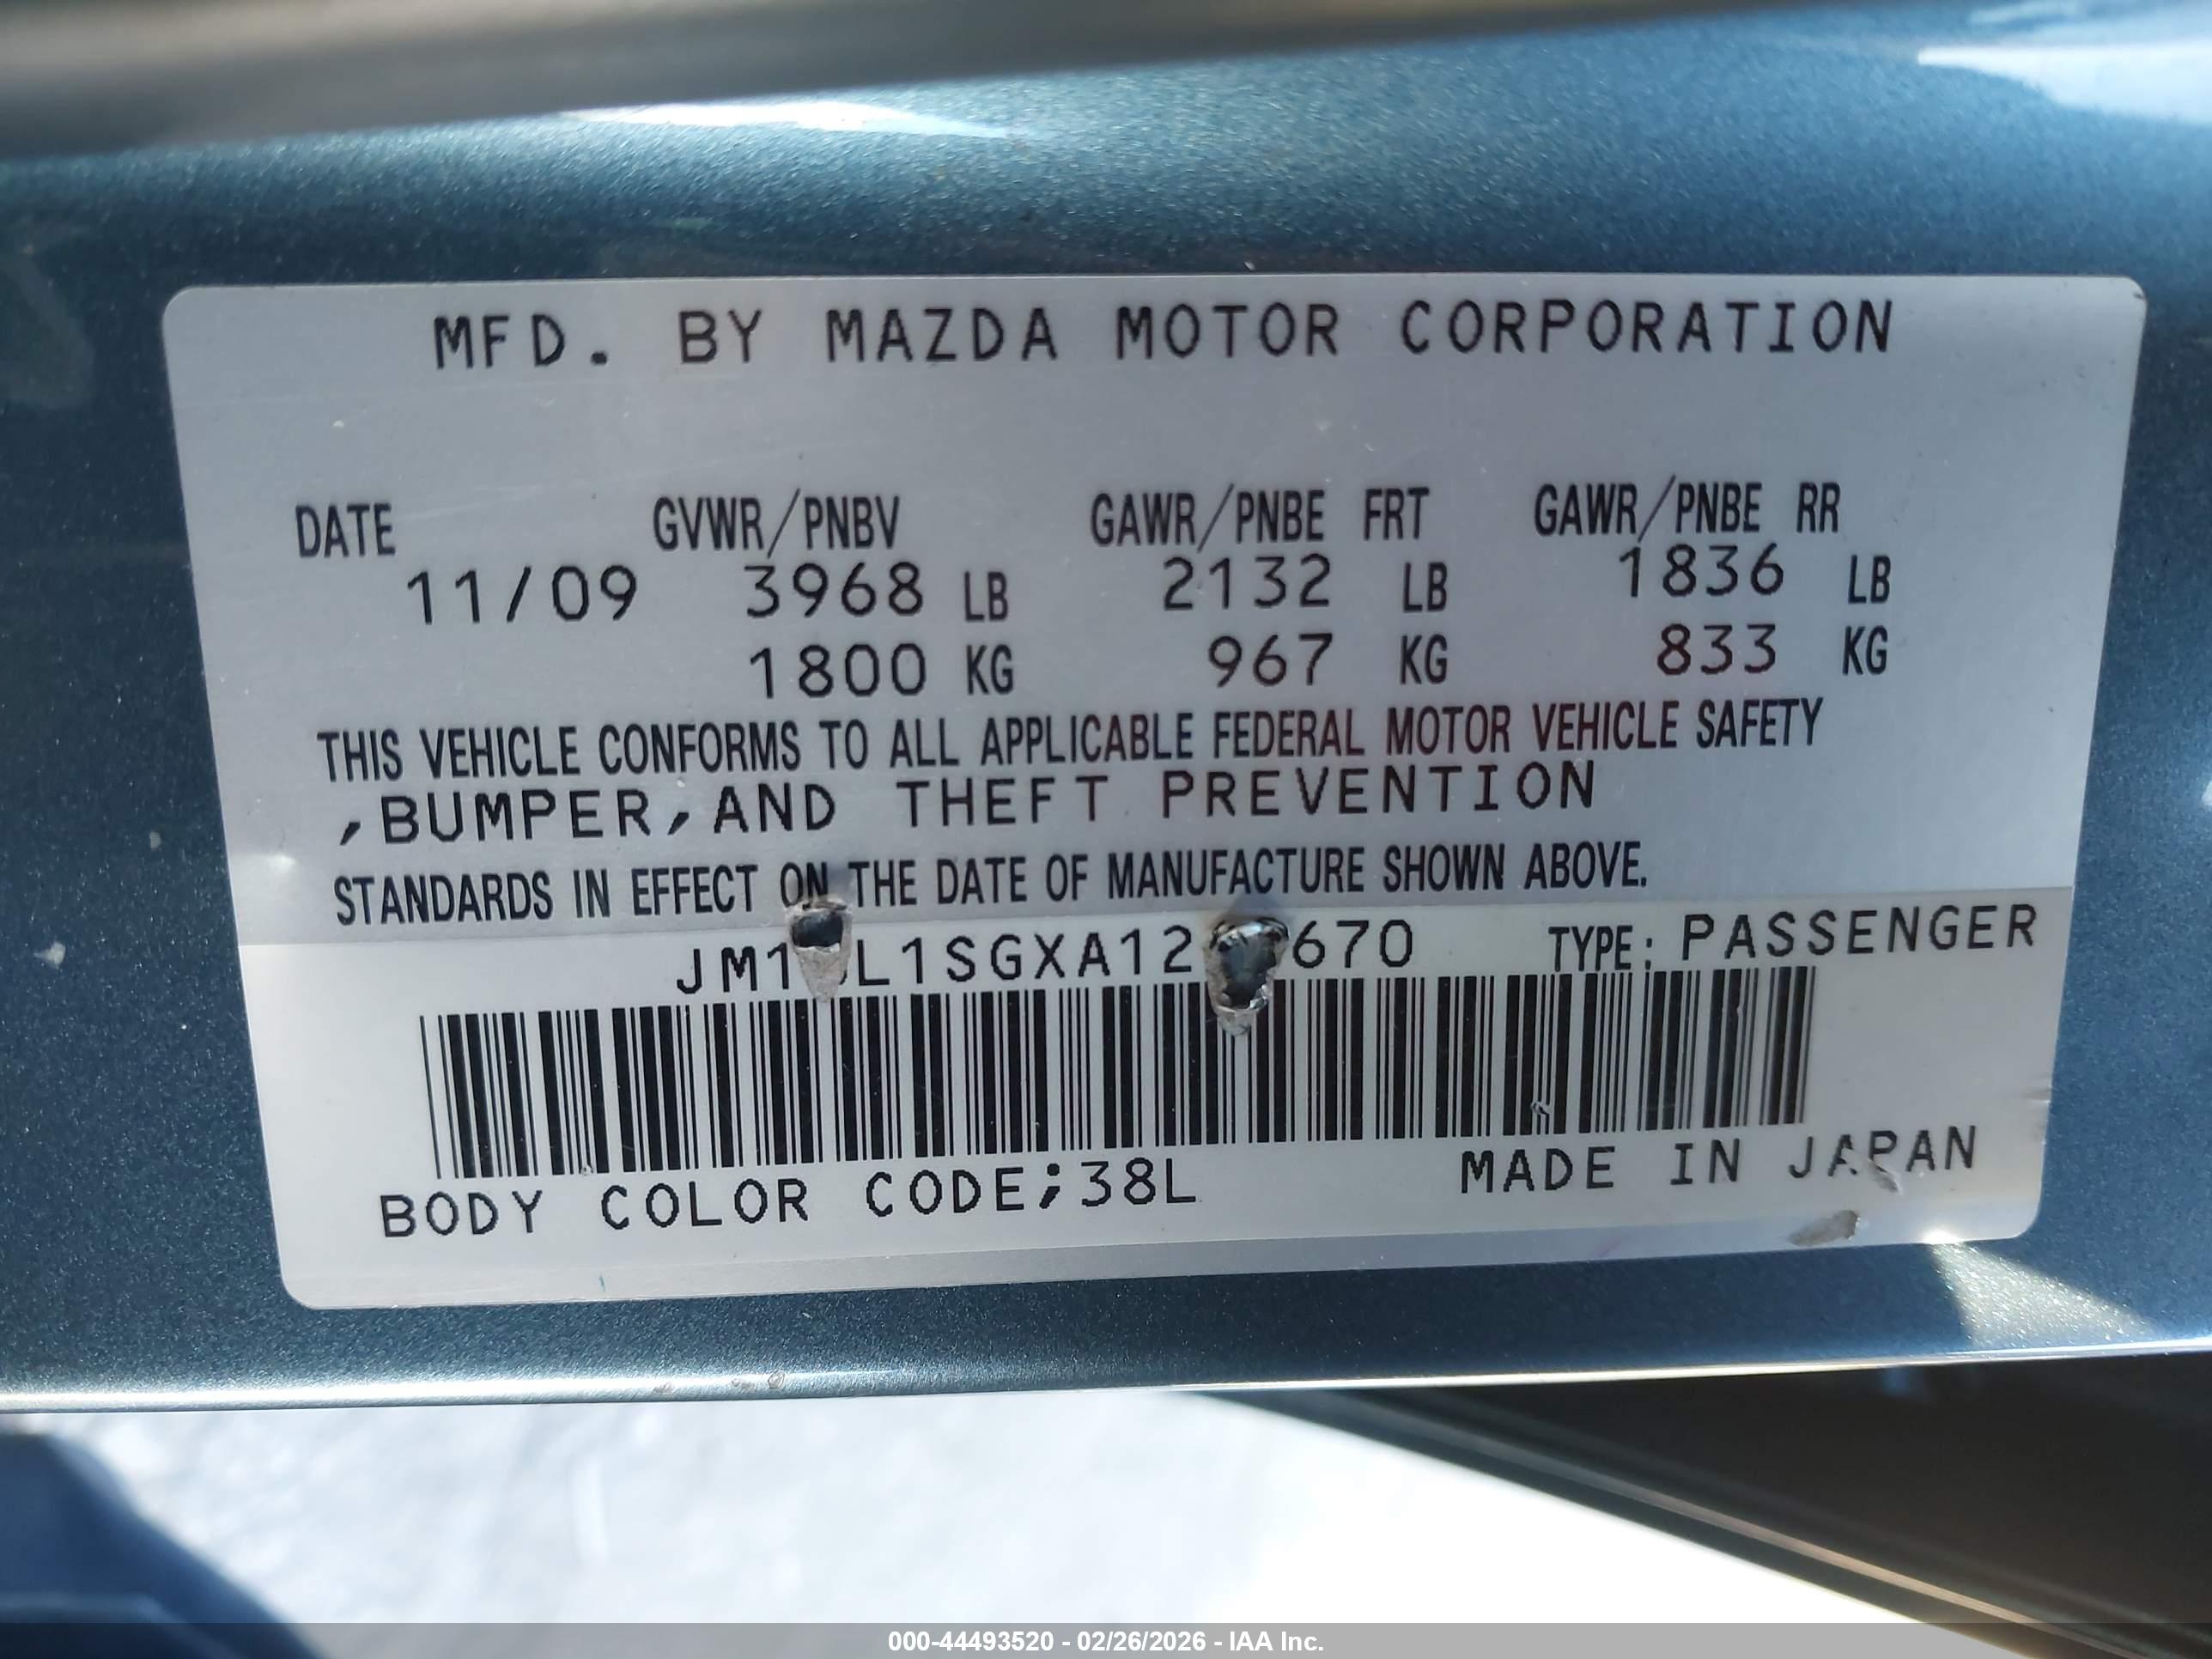 MFD. BY MAZDA MOTOR CORPORATION
DATE GVWR/PNBV GAWR/PNBE FRT GAWR/PNBE RR
11/09 3968 LB 2132 LB 1836 LB
1800 KG 967 KG 833 KG
THIS VEHICLE CONFORMS TO ALL APPLICABLE FEDERAL MOTOR VEHICLE SAFETY
,BUMPER,AND THEFT PREVENTION
STANDARDS IN EFFECT ON THE DATE OF MANUFACTURE SHOWN ABOVE.
TYPE: PASSENGER
BODY COLOR CODE;38L MADE IN JAPAN
000-44493520 - 02/26/2026 - IAA Inc.